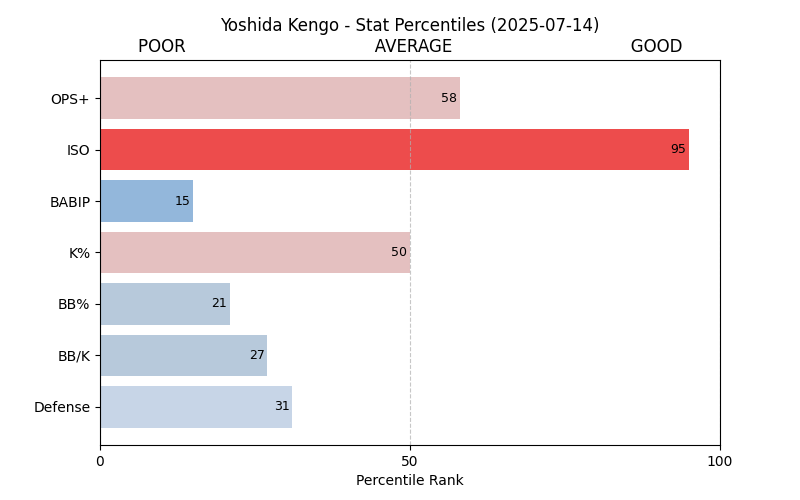 Yoshida Kengo - Stat Percentiles (2025-07-14)
POOR AVERAGE GOOD
OPS+ 58
ISO 95
BABIP 15
K% 50
BB% 21
BB/K 27
Defense 31
0 50 100
Percentile Rank